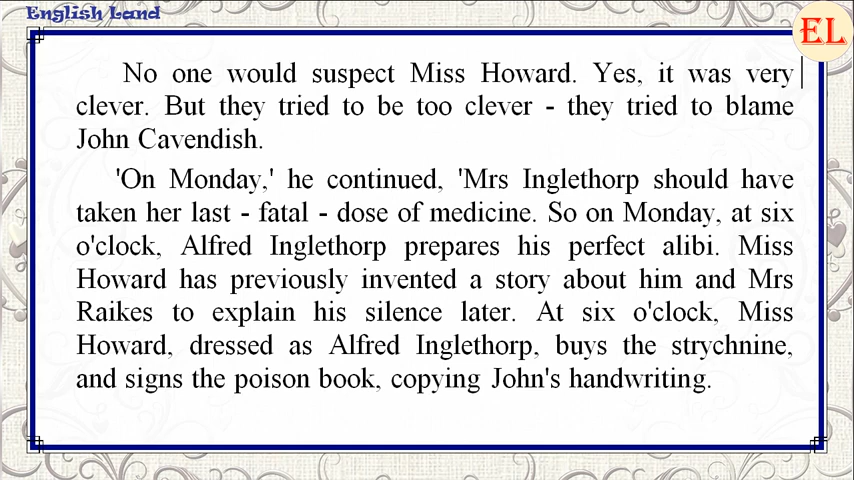 English Land
EL
No one would suspect Miss Howard. Yes, it was very
clever. But they tried to be too clever - they tried to blame
John Cavendish.
'On Monday,' he continued, 'Mrs Inglethorp should have
taken her last - fatal - dose of medicine. So on Monday, at six
o'clock, Alfred Inglethorp prepares his perfect alibi. Miss
Howard has previously invented a story about him and Mrs
Raikes to explain his silence later. At six o'clock, Miss
Howard, dressed as Alfred Inglethorp, buys the strychnine,
and signs the poison book, copying John's handwriting.